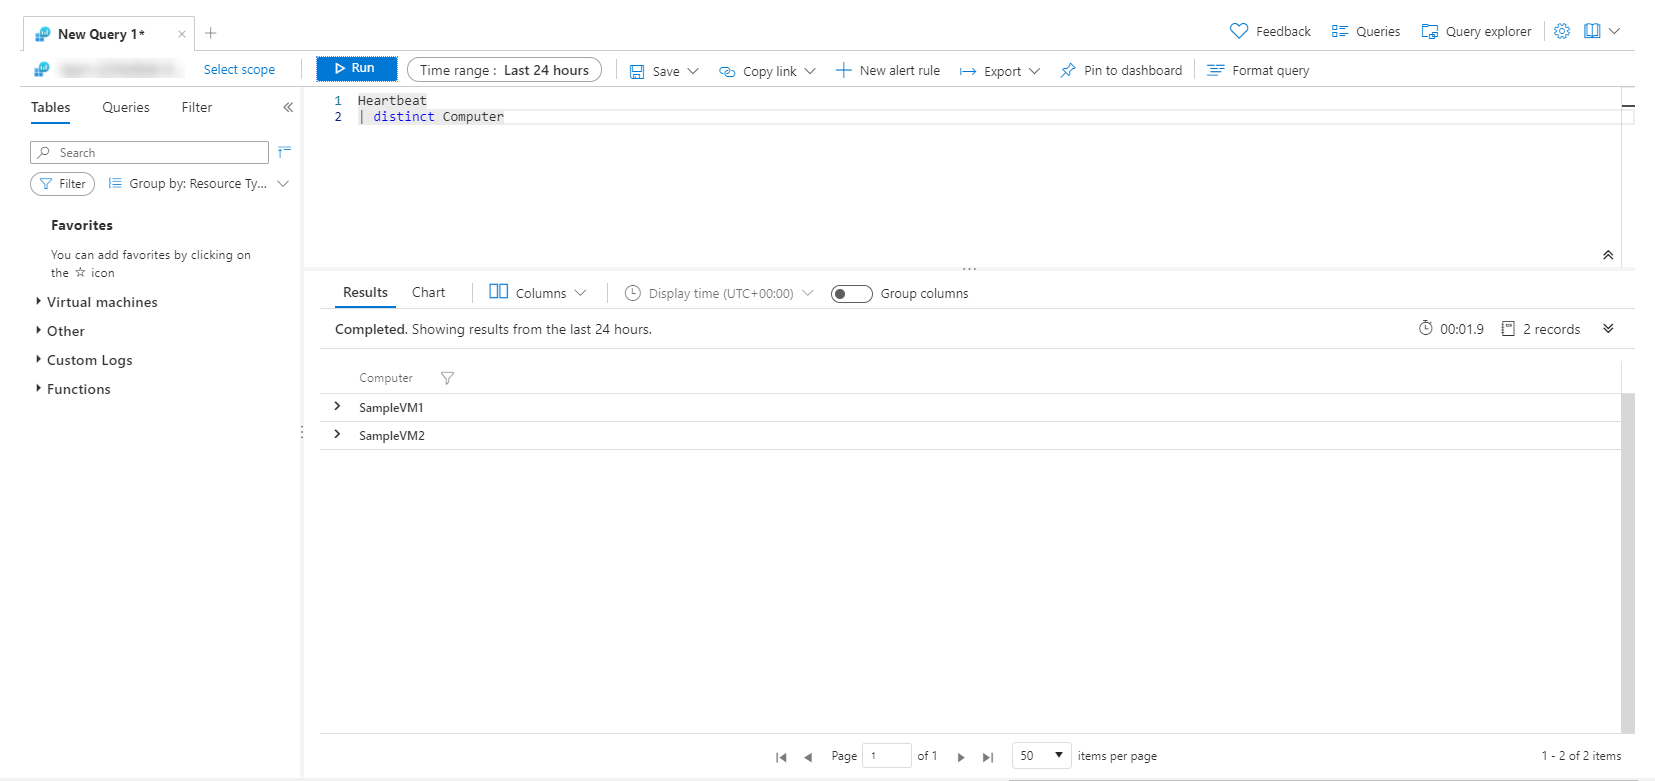 New Query 1*
Feedback
Queries
Query explorer
Select scope
Run
Time range : Last 24 hours
Save
Copy link
New alert rule
Export
Pin to dashboard
Format query
Tables
Queries
Filter
1 Heartbeat
2 | distinct Computer
Search
Filter
Group by: Resource Ty...
Favorites
You can add favorites by clicking on
the ☆ icon
Virtual machines
Other
Custom Logs
Functions
Results
Chart
Columns
Display time (UTC+00:00)
Group columns
Completed. Showing results from the last 24 hours.
00:01.9
2 records
Computer
SampleVM1
SampleVM2
Page 1 of 1
50 items per page
1 - 2 of 2 items